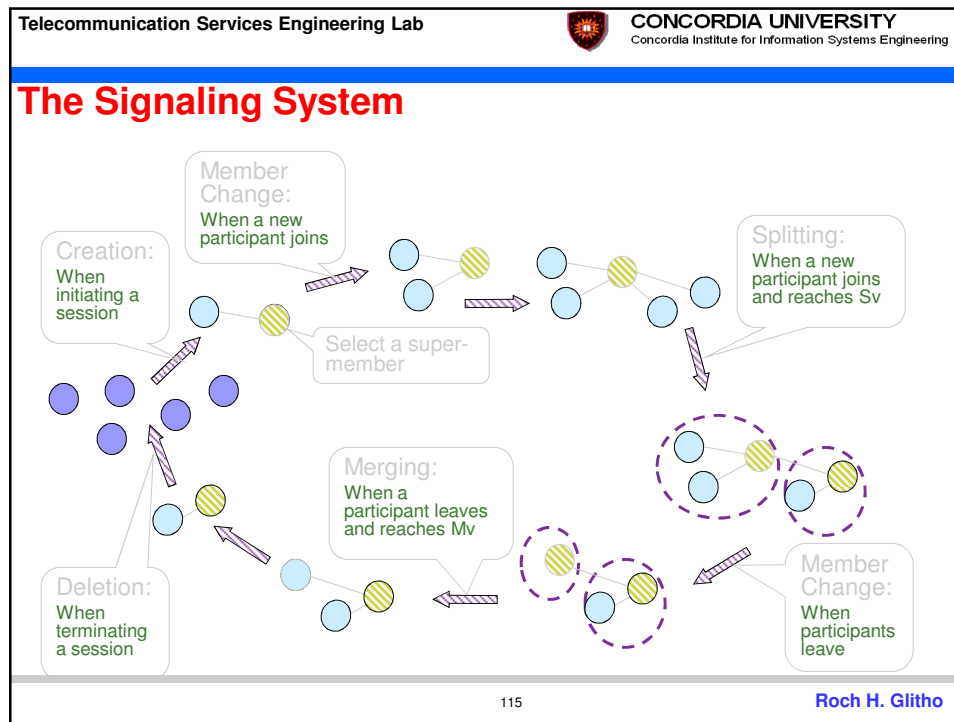 Telecommunication Services Engineering Lab
CONCORDIA UNIVERSITY
Concordia Institute for Information Systems Engineering
The Signaling System
Member
Change:
When a new
participant joins
Creation:
When
initiating a
session
Splitting:
When a new
participant joins
and reaches Sv
Select a super-
member
Merging:
When a
participant leaves
and reaches Mv
Member
Change:
When
participants
leave
Deletion:
When
terminating
a session
115
Roch H. Glitho